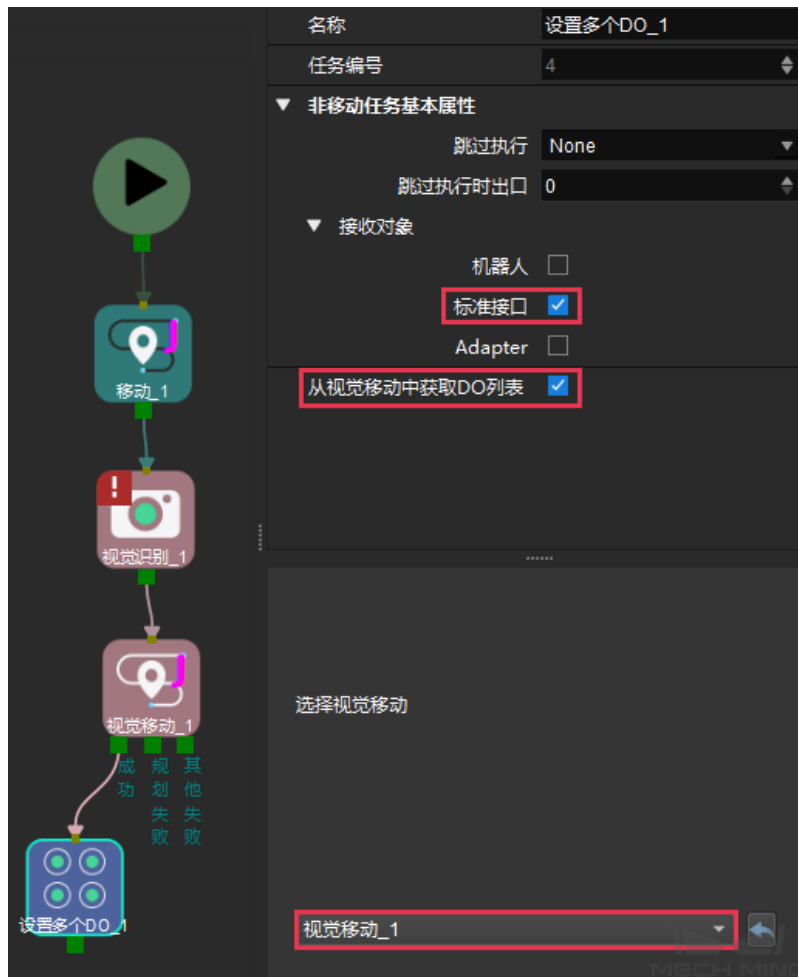 名称 设置多个DO_1
任务编号 4
非移动任务基本属性
跳过执行 None
跳过执行时出口 0
接收对象
机器人
标准接口
Adapter
从视觉移动中获取DO列表
移动_1
视觉识别_1
视觉移动_1
成功 规划失败 其他失败
设置多个DO_1
选择视觉移动
视觉移动_1
MECH MIND